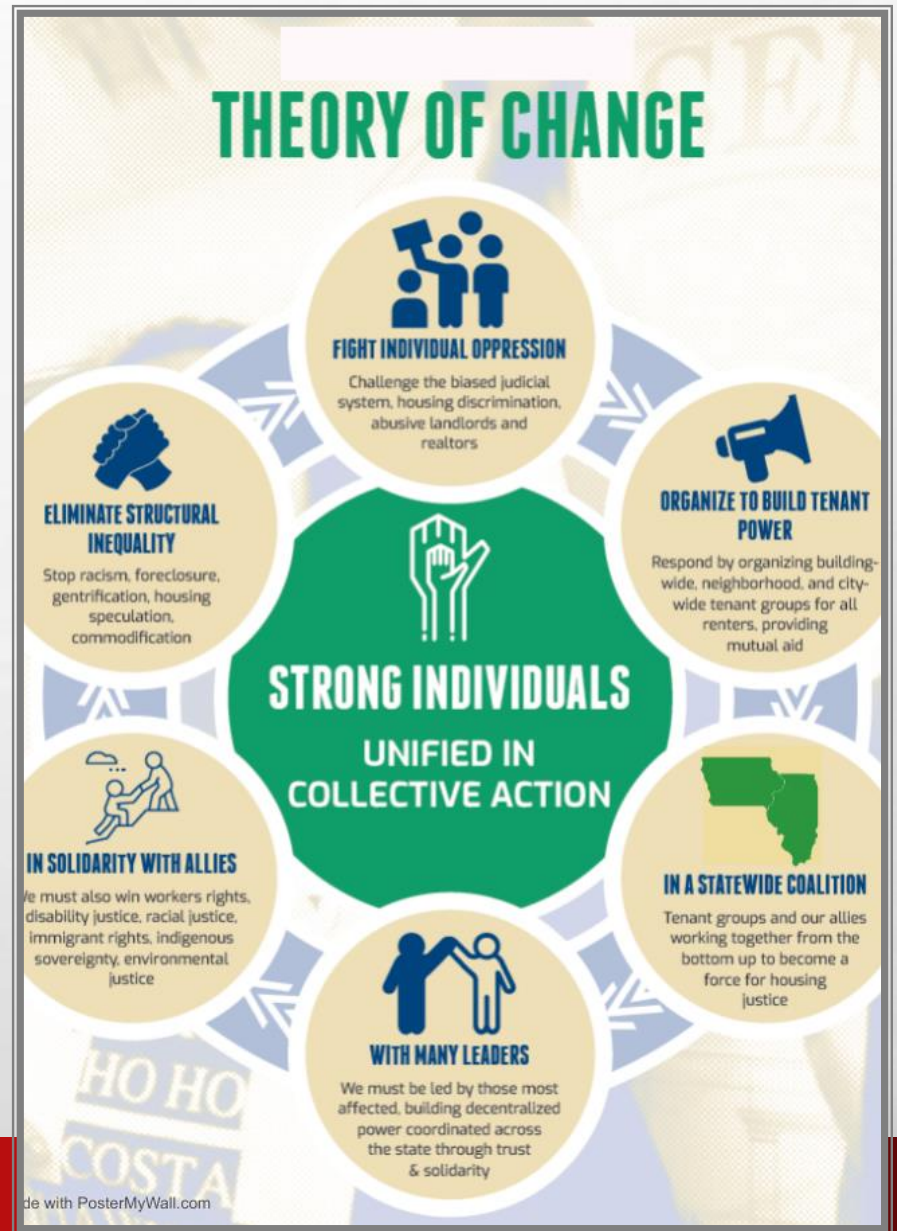 THEORY OF CHANGE
FIGHT INDIVIDUAL OPPRESSION
Challenge the biased judicial
system, housing discrimination,
abusive landlords and
realtors
ORGANIZE TO BUILD TENANT
POWER
Respond by organizing building-
wide, neighborhood, and city-
wide tenant groups for all
renters, providing
mutual aid
IN A STATEWIDE COALITION
Tenant groups and our allies
working together from the
bottom up to become a
force for housing
justice
WITH MANY LEADERS
We must be led by those most
affected, building decentralized
power coordinated across
the state through trust
& solidarity
IN SOLIDARITY WITH ALLIES
e must also win workers rights,
disability justice, racial justice,
immigrant rights, indigenous
sovereignty, environmental
justice
ELIMINATE STRUCTURAL
INEQUALITY
Stop racism, foreclosure,
gentrification, housing
speculation,
commodification
STRONG INDIVIDUALS
UNIFIED IN
COLLECTIVE ACTION
HO HO
COSTA
de with PosterMyWall.com